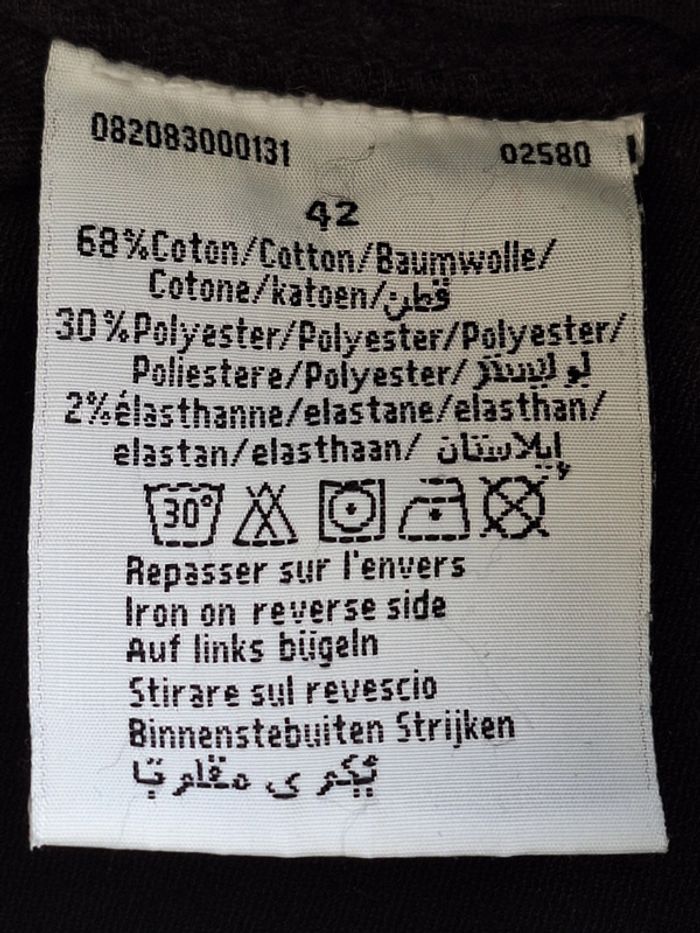 082083000131 02580
42
68%Coton/Cotton/Baumwolle/
Cotone/katoen/قطن
30%Polyester/Polyester/Polyester/
Poliestere/Polyester/بوليستر
2%élasthanne/elastane/elasthan/
elastan/elasthaan/إيلاستان
30°
Repasser sur l'envers
Iron on reverse side
Auf links bügeln
Stirare sul revescio
Binnenstebuiten Strijken